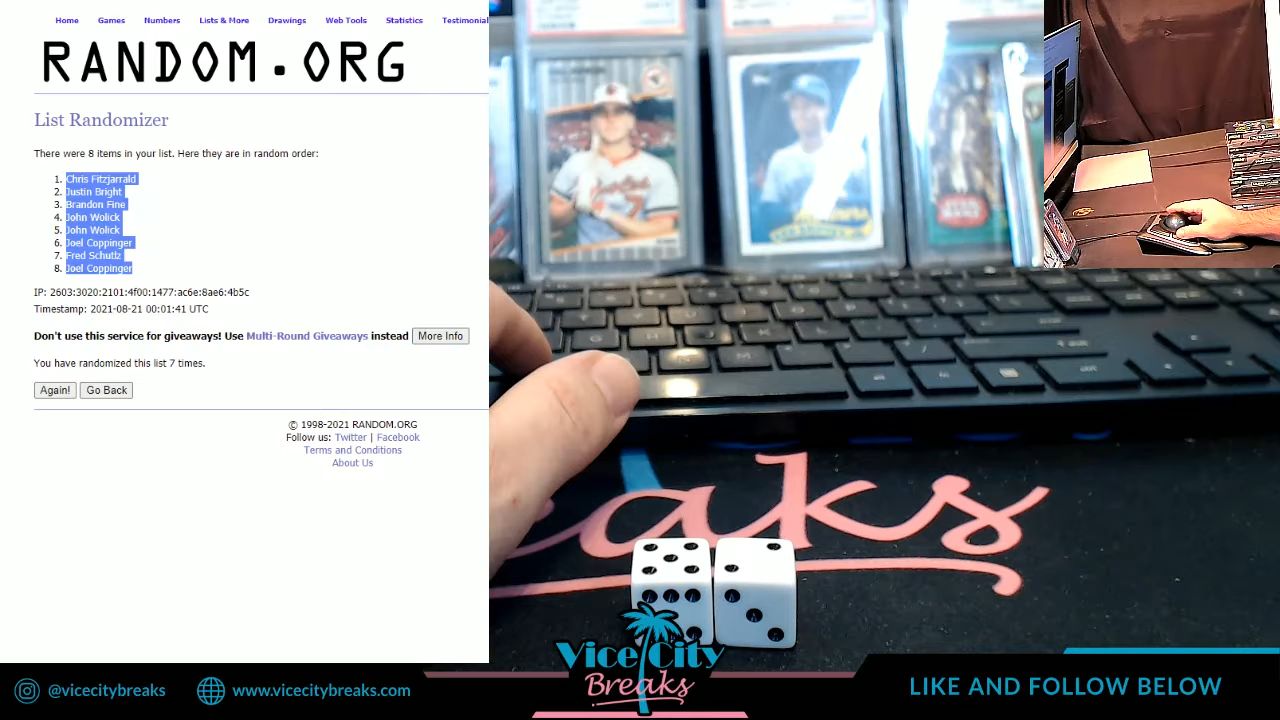 Home Games Numbers Lists & More Drawings Web Tools Statistics Testimonial
RANDOM.ORG
List Randomizer
There were 8 items in your list. Here they are in random order:
1. Chris Fitzjarrald
2. Justin Bright
3. Brandon Fine
4. John Wolick
5. John Wolick
6. Joel Coppinger
7. Fred Schutlz
8. Joel Coppinger
IP: 2603:3020:2101:4f00:1477:ac6e:8ae6:4b5c
Timestamp: 2021-08-21 00:01:41 UTC
Don't use this service for giveaways! Use Multi-Round Giveaways instead More Info
You have randomized this list 7 times.
Again! Go Back
© 1998-2021 RANDOM.ORG
Follow us: Twitter | Facebook
Terms and Conditions
About Us
aks
@vicecitybreaks
www.vicecitybreaks.com
Vice City
Breaks
LIKE AND FOLLOW BELOW